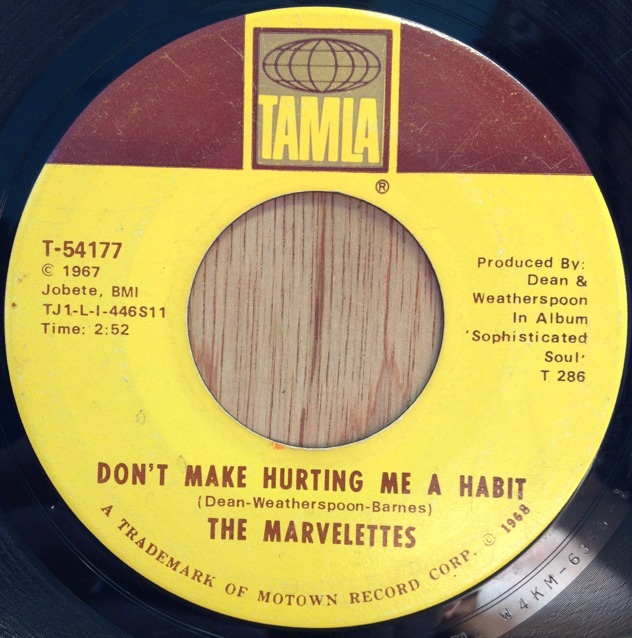 TAMLA
®
T-54177
© 1967
Jobete, BMI
TJ1-L-I-446S11
Time: 2:52
Produced By:
Dean &
Weatherspoon
In Album
'Sophisticated
Soul'
T 286
DON'T MAKE HURTING ME A HABIT
(Dean-Weatherspoon-Barnes)
THE MARVELETTES
A TRADEMARK OF MOTOWN RECORD CORP. © 1968